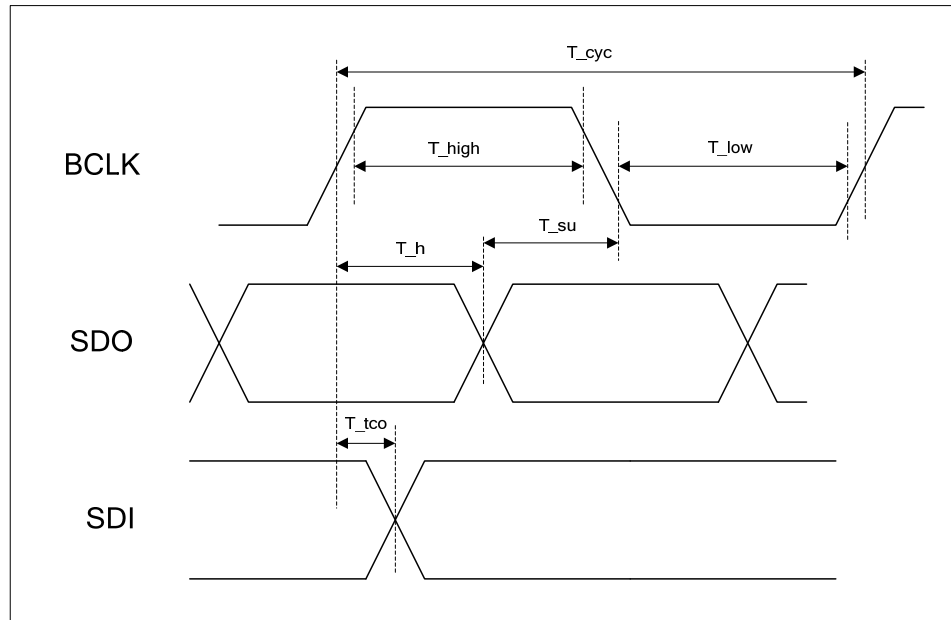 T_cyc
BCLK
T_high
T_low
T_su
T_h
SDO
T_tco
SDI